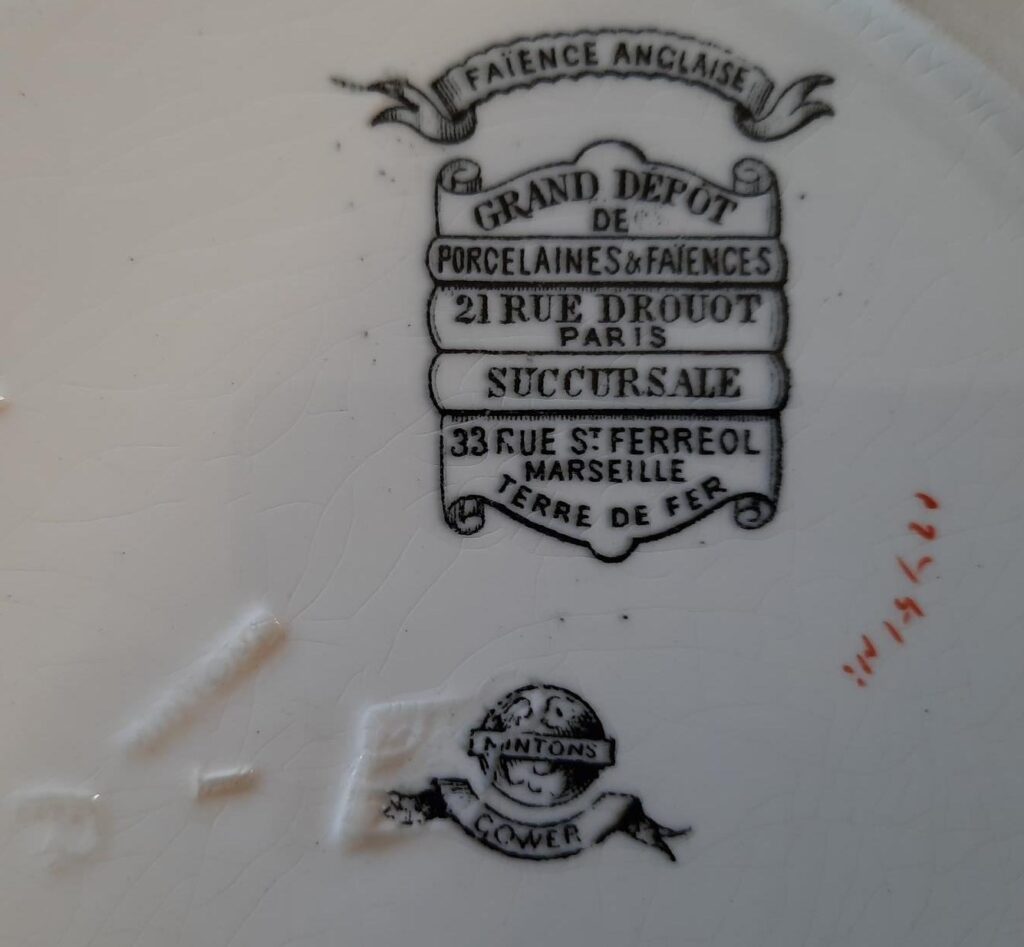 FAÏENCE ANGLAISE
GRAND DÉPÔT
DE
PORCELAINES & FAÏENCES
21 RUE DROUOT
PARIS
SUCCURSALE
33 RUE ST FERREOL
MARSEILLE
TERRE DE FER
MINTONS
GOWER